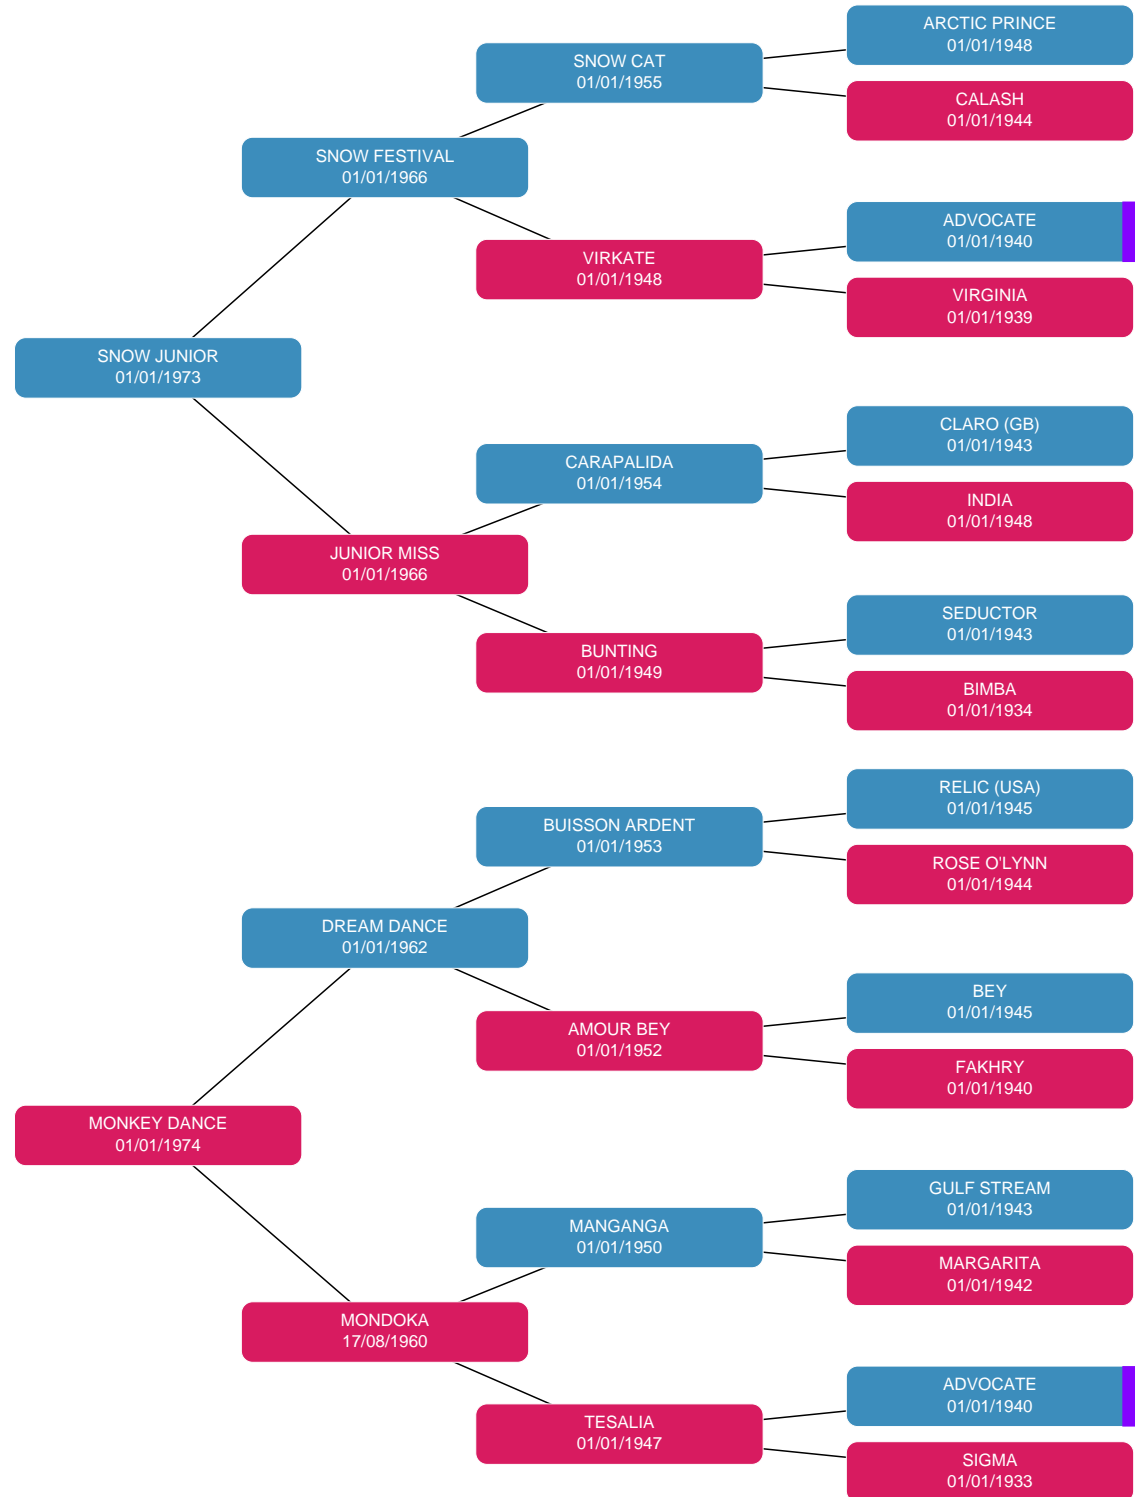 ARCTIC PRINCE
01/01/1948
SNOW CAT
01/01/1955
CALASH
01/01/1944
SNOW FESTIVAL
01/01/1966
ADVOCATE
01/01/1940
VIRKATE
01/01/1948
VIRGINIA
01/01/1939
SNOW JUNIOR
01/01/1973
CLARO (GB)
01/01/1943
CARAPALIDA
01/01/1954
INDIA
01/01/1948
JUNIOR MISS
01/01/1966
SEDUCTOR
01/01/1943
BUNTING
01/01/1949
BIMBA
01/01/1934
RELIC (USA)
01/01/1945
BUISSON ARDENT
01/01/1953
ROSE O'LYNN
01/01/1944
DREAM DANCE
01/01/1962
BEY
01/01/1945
AMOUR BEY
01/01/1952
FAKHRY
01/01/1940
MONKEY DANCE
01/01/1974
GULF STREAM
01/01/1943
MANGANGA
01/01/1950
MARGARITA
01/01/1942
MONDOKA
17/08/1960
ADVOCATE
01/01/1940
TESALIA
01/01/1947
SIGMA
01/01/1933